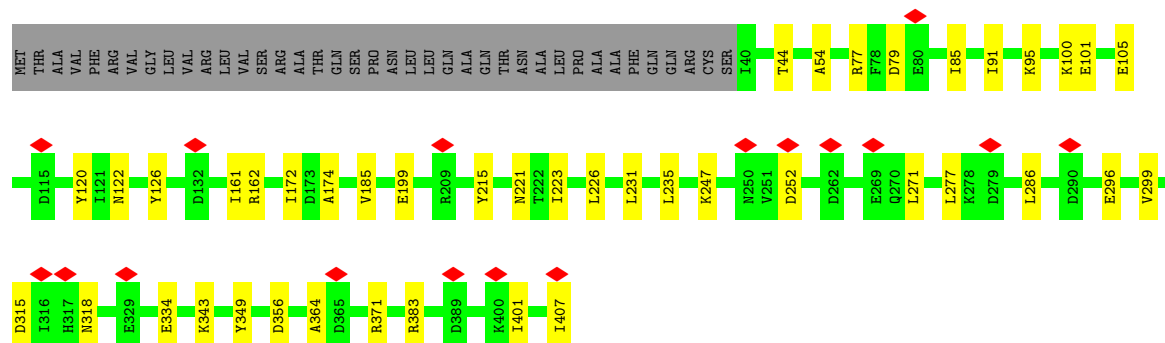 MET THR ALA VAL PHE ARG VAL GLY LEU VAL ARG LEU VAL SER ARG ALA THR GLN SER PRO ASN LEU LEU GLN ALA GLN THR ASN ALA LEU PRO ALA ALA PHE GLN GLN ARG CYS SER I40 T44 A54 R77 F78 D79 E80 I85 I91 K95 K100 E101 E105
D115 Y120 I121 N122 Y126 D132 I161 R162 I172 D173 A174 V185 E199 R209 Y215 N221 T222 I223 L226 L231 L235 K247 N250 V251 D252 D262 E269 Q270 L271 L277 K278 D279 L286 D290 E296 V299
D315 I316 H317 N318 E329 E334 K343 Y349 D356 A364 D365 R371 R383 D389 K400 I401 I407